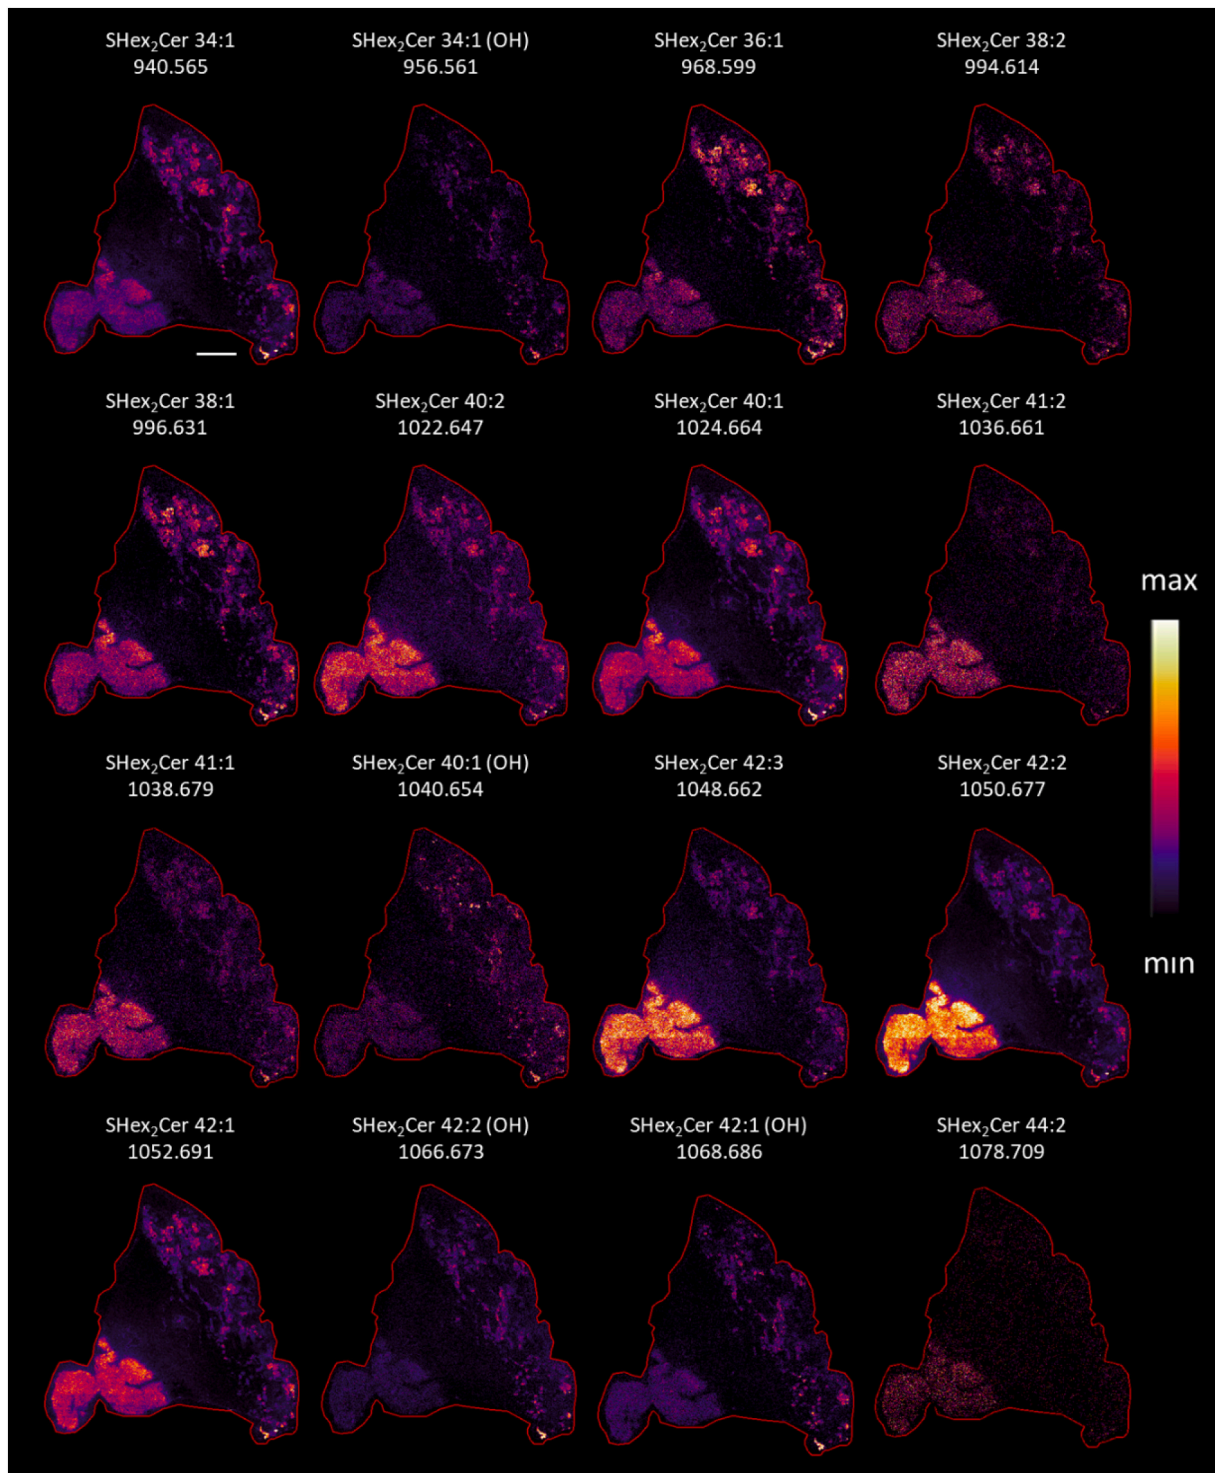 SHex₂Cer 34:1 SHex₂Cer 34:1 (OH) SHex₂Cer 36:1 SHex₂Cer 38:2
940.565 956.561 968.599 994.614
SHex₂Cer 38:1 SHex₂Cer 40:2 SHex₂Cer 40:1 SHex₂Cer 41:2
996.631 1022.647 1024.664 1036.661
max
SHex₂Cer 41:1 SHex₂Cer 40:1 (OH) SHex₂Cer 42:3 SHex₂Cer 42:2
1038.679 1040.654 1048.662 1050.677
min
SHex₂Cer 42:1 SHex₂Cer 42:2 (OH) SHex₂Cer 42:1 (OH) SHex₂Cer 44:2
1052.691 1066.673 1068.686 1078.709